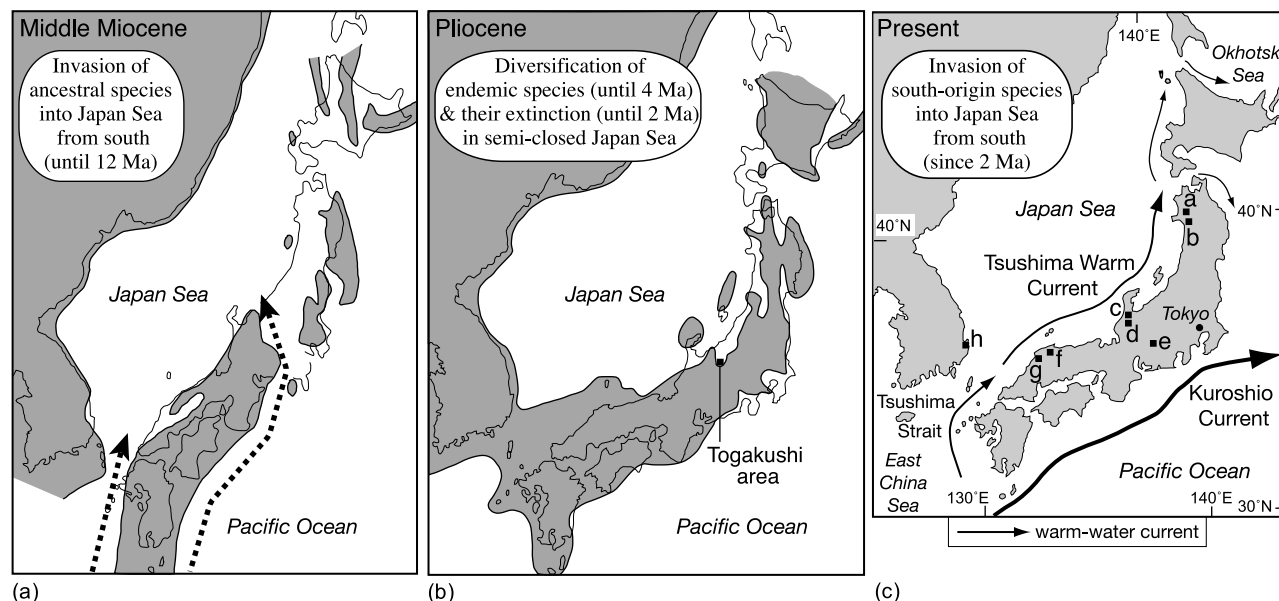 Middle Miocene
Invasion of
ancestral species
into Japan Sea
from south
(until 12 Ma)
Japan Sea
Pacific Ocean
(a)
Pliocene
Diversification of
endemic species (until 4 Ma)
& their extinction (until 2 Ma)
in semi-closed Japan Sea
Japan Sea
Togakushi
area
Pacific Ocean
(b)
Present
140˚E
Okhotsk
Sea
Invasion of
south-origin species
into Japan Sea
from south
(since 2 Ma)
Japan Sea
a
b
40˚N
40˚N
Tsushima Warm
Current
c
d
Tokyo
e
h
f
g
Tsushima
Strait
Kuroshio
Current
East
China
Sea
Pacific Ocean
130˚E
140˚E
30˚N
warm-water current
(c)